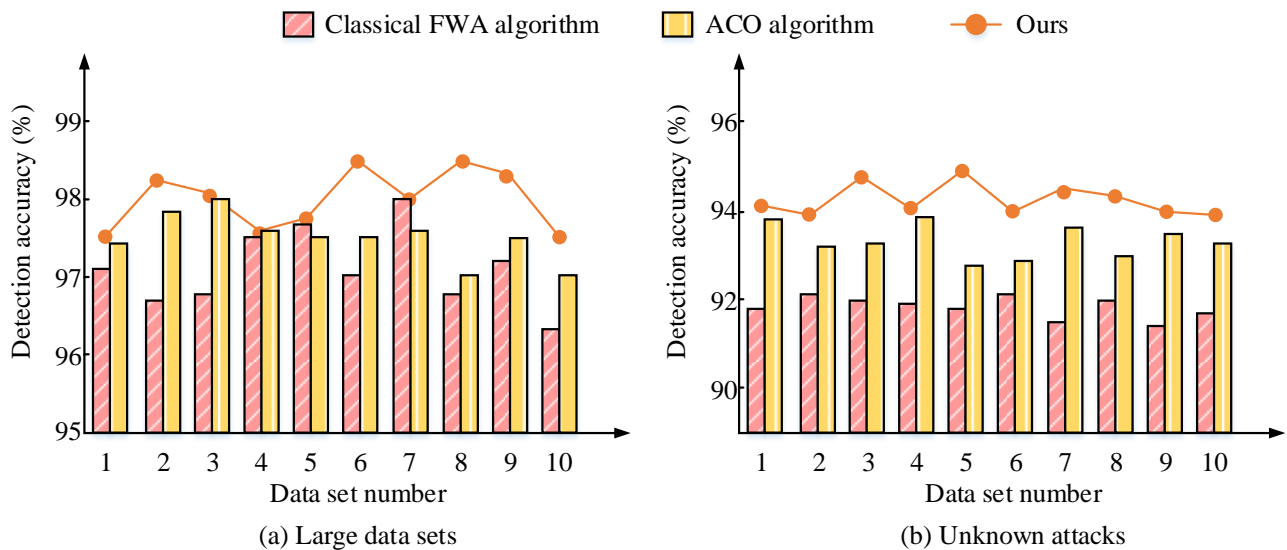 Classical FWA algorithm ACO algorithm Ours
Detection accuracy (%)
99
98
97
96
95
1 2 3 4 5 6 7 8 9 10
Data set number
(a) Large data sets
Detection accuracy (%)
96
94
92
90
1 2 3 4 5 6 7 8 9 10
Data set number
(b) Unknown attacks